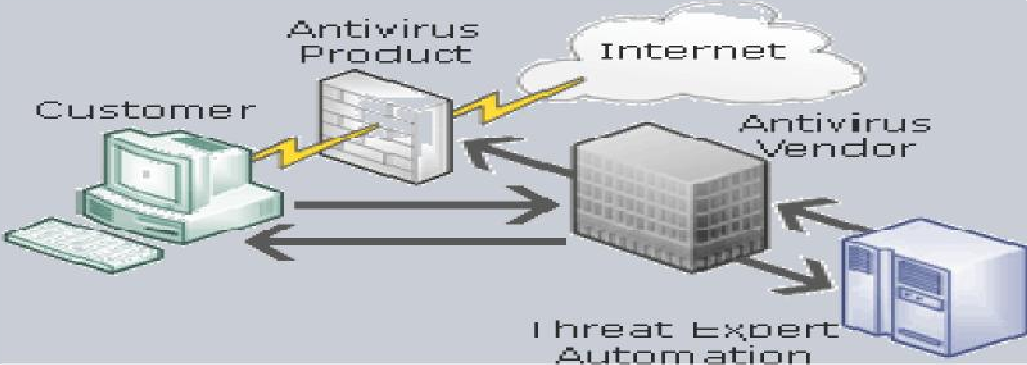 Antivirus
Product
Internet
Customer
Antivirus
Vendor
Threat Expert
Automation